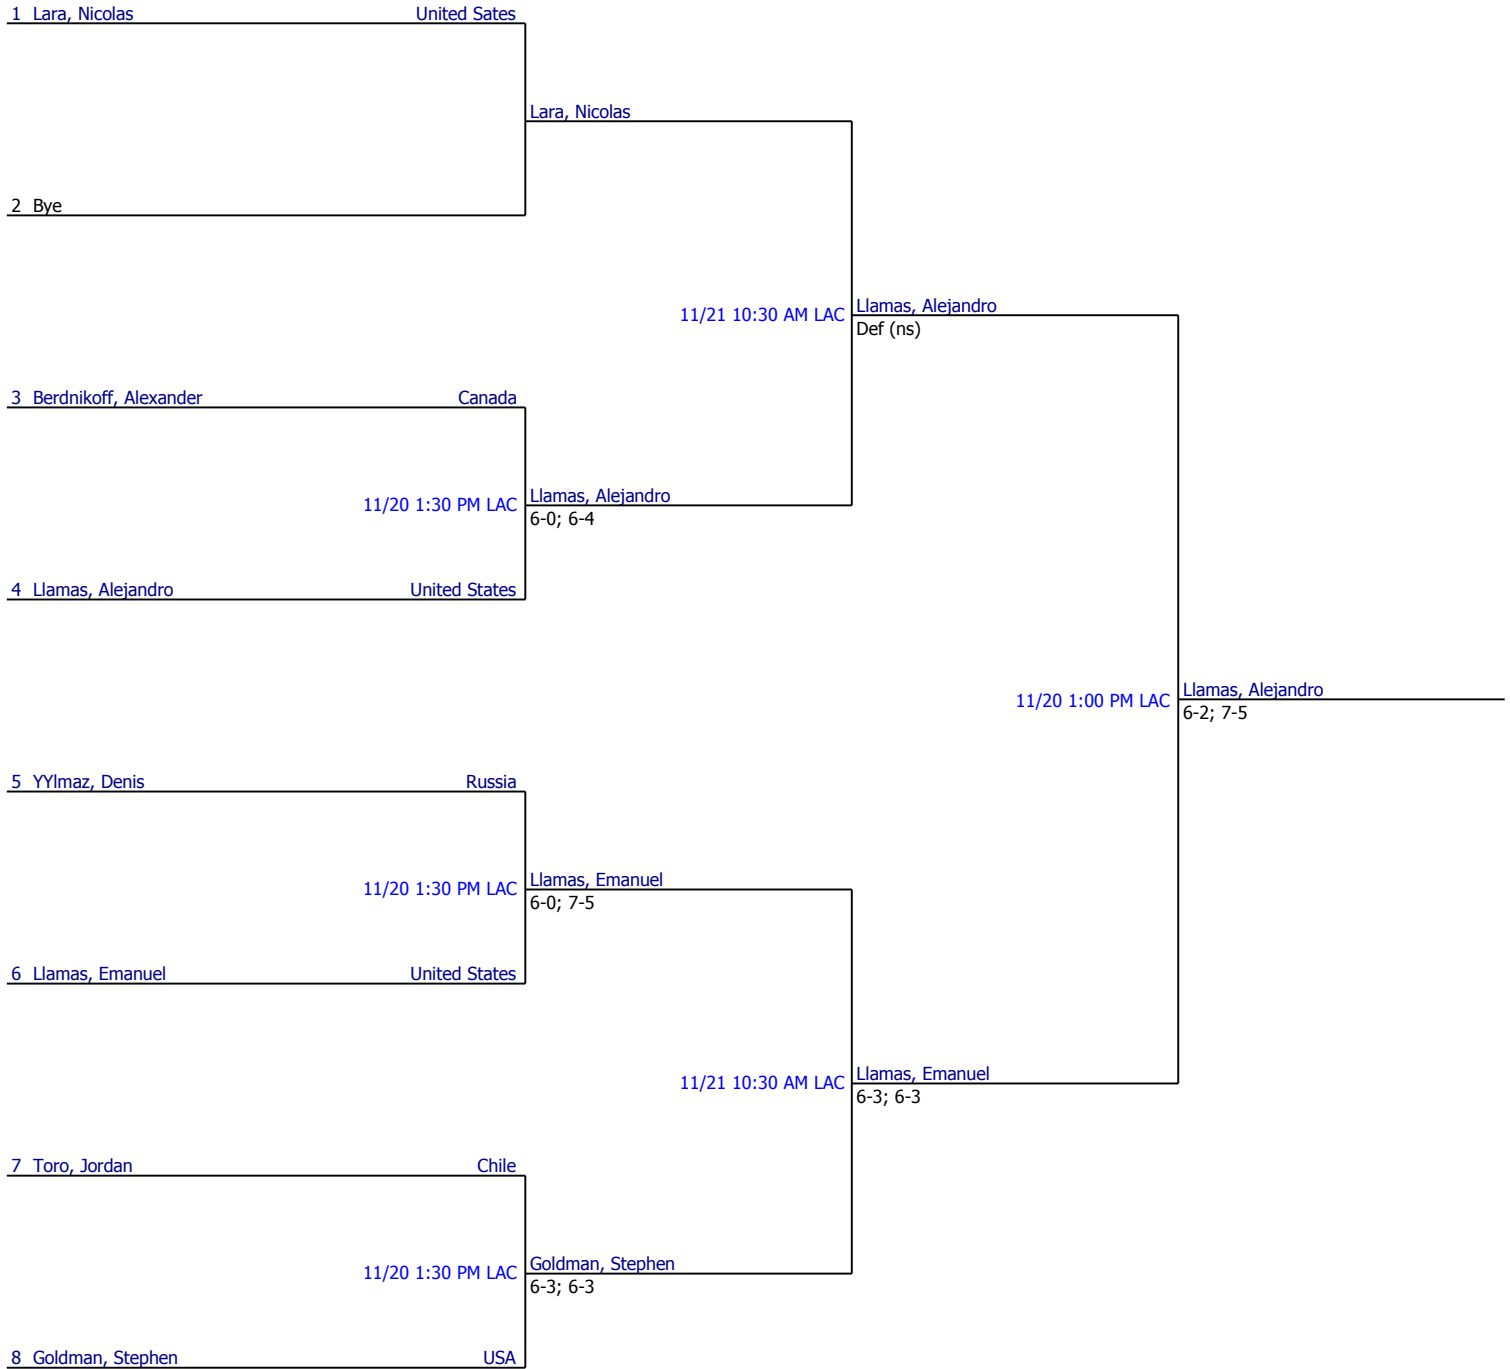 1 Lara, Nicolas United Sates
Lara, Nicolas
2 Bye
11/21 10:30 AM LAC Llamas, Alejandro
Def (ns)
3 Berdnikoff, Alexander Canada
11/20 1:30 PM LAC Llamas, Alejandro
6-0; 6-4
4 Llamas, Alejandro United States
11/20 1:00 PM LAC Llamas, Alejandro
6-2; 7-5
5 YYlmaz, Denis Russia
11/20 1:30 PM LAC Llamas, Emanuel
6-0; 7-5
6 Llamas, Emanuel United States
11/21 10:30 AM LAC Llamas, Emanuel
6-3; 6-3
7 Toro, Jordan Chile
11/20 1:30 PM LAC Goldman, Stephen
6-3; 6-3
8 Goldman, Stephen USA